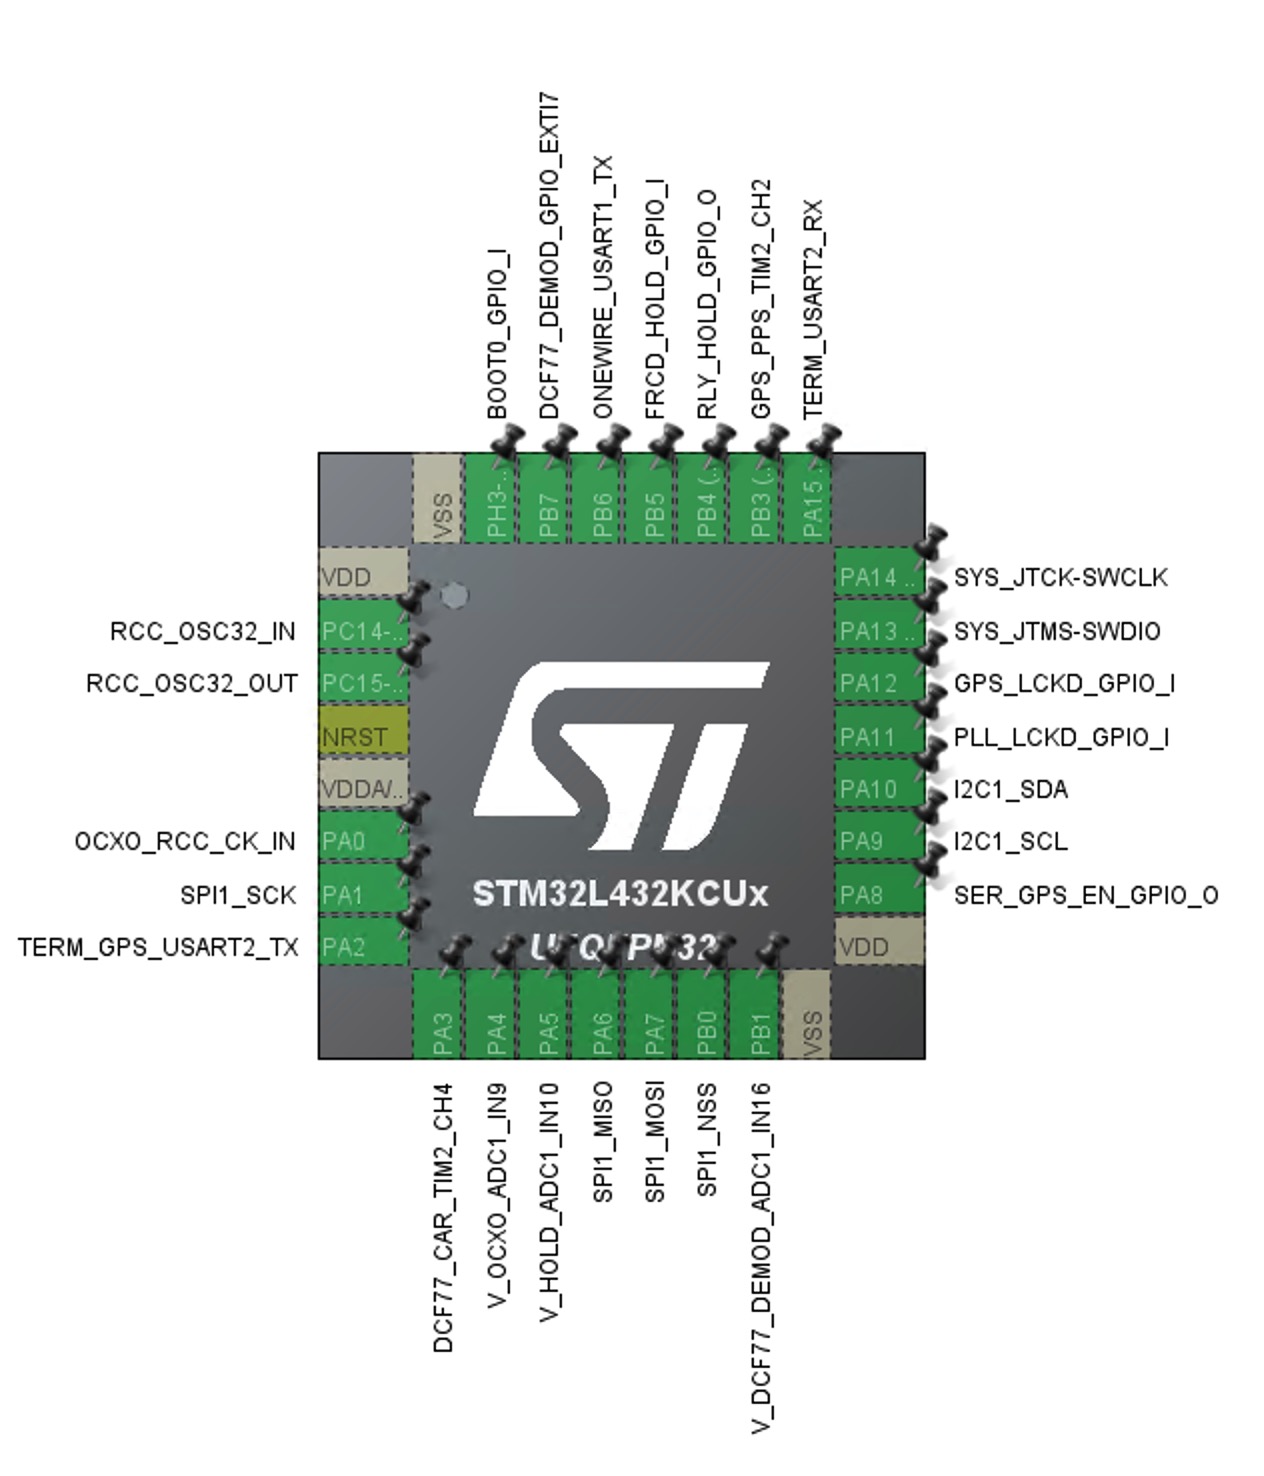 BOOT0_GPIO_I
DCF77_DEMOD_GPIO_EXTI7
ONEWIRE_USART1_TX
FRCD_HOLD_GPIO_I
RLY_HOLD_GPIO_O
GPS_PPS_TIM2_CH2
TERM_USART2_RX
VSS
PH3-..
PB7
PB6
PB5
PB4 (..
PB3 (..
PA15 ..
VDD
RCC_OSC32_IN PC14-..
RCC_OSC32_OUT PC15-..
NRST
VDDA/..
OCXO_RCC_CK_IN PA0
SPI1_SCK PA1
TERM_GPS_USART2_TX PA2
PA14 .. SYS_JTCK-SWCLK
PA13 .. SYS_JTMS-SWDIO
PA12 GPS_LCKD_GPIO_I
PA11 PLL_LCKD_GPIO_I
PA10 I2C1_SDA
PA9 I2C1_SCL
PA8 SER_GPS_EN_GPIO_O
VDD
ST
STM32L432KCUx
PA3
PA4
PA5
PA6
PA7
PB0
PB1
VSS
DCF77_CAR_TIM2_CH4
V_OCXO_ADC1_IN9
V_HOLD_ADC1_IN10
SPI1_MISO
SPI1_MOSI
SPI1_NSS
V_DCF77_DEMOD_ADC1_IN16